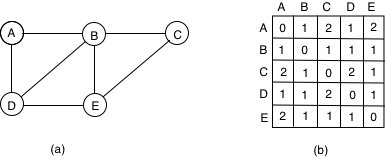 A B C
D E
(a)
A B C D E
A 0 1 2 1 2
B 1 0 1 1 1
C 2 1 0 2 1
D 1 1 2 0 1
E 2 1 1 1 0
(b)